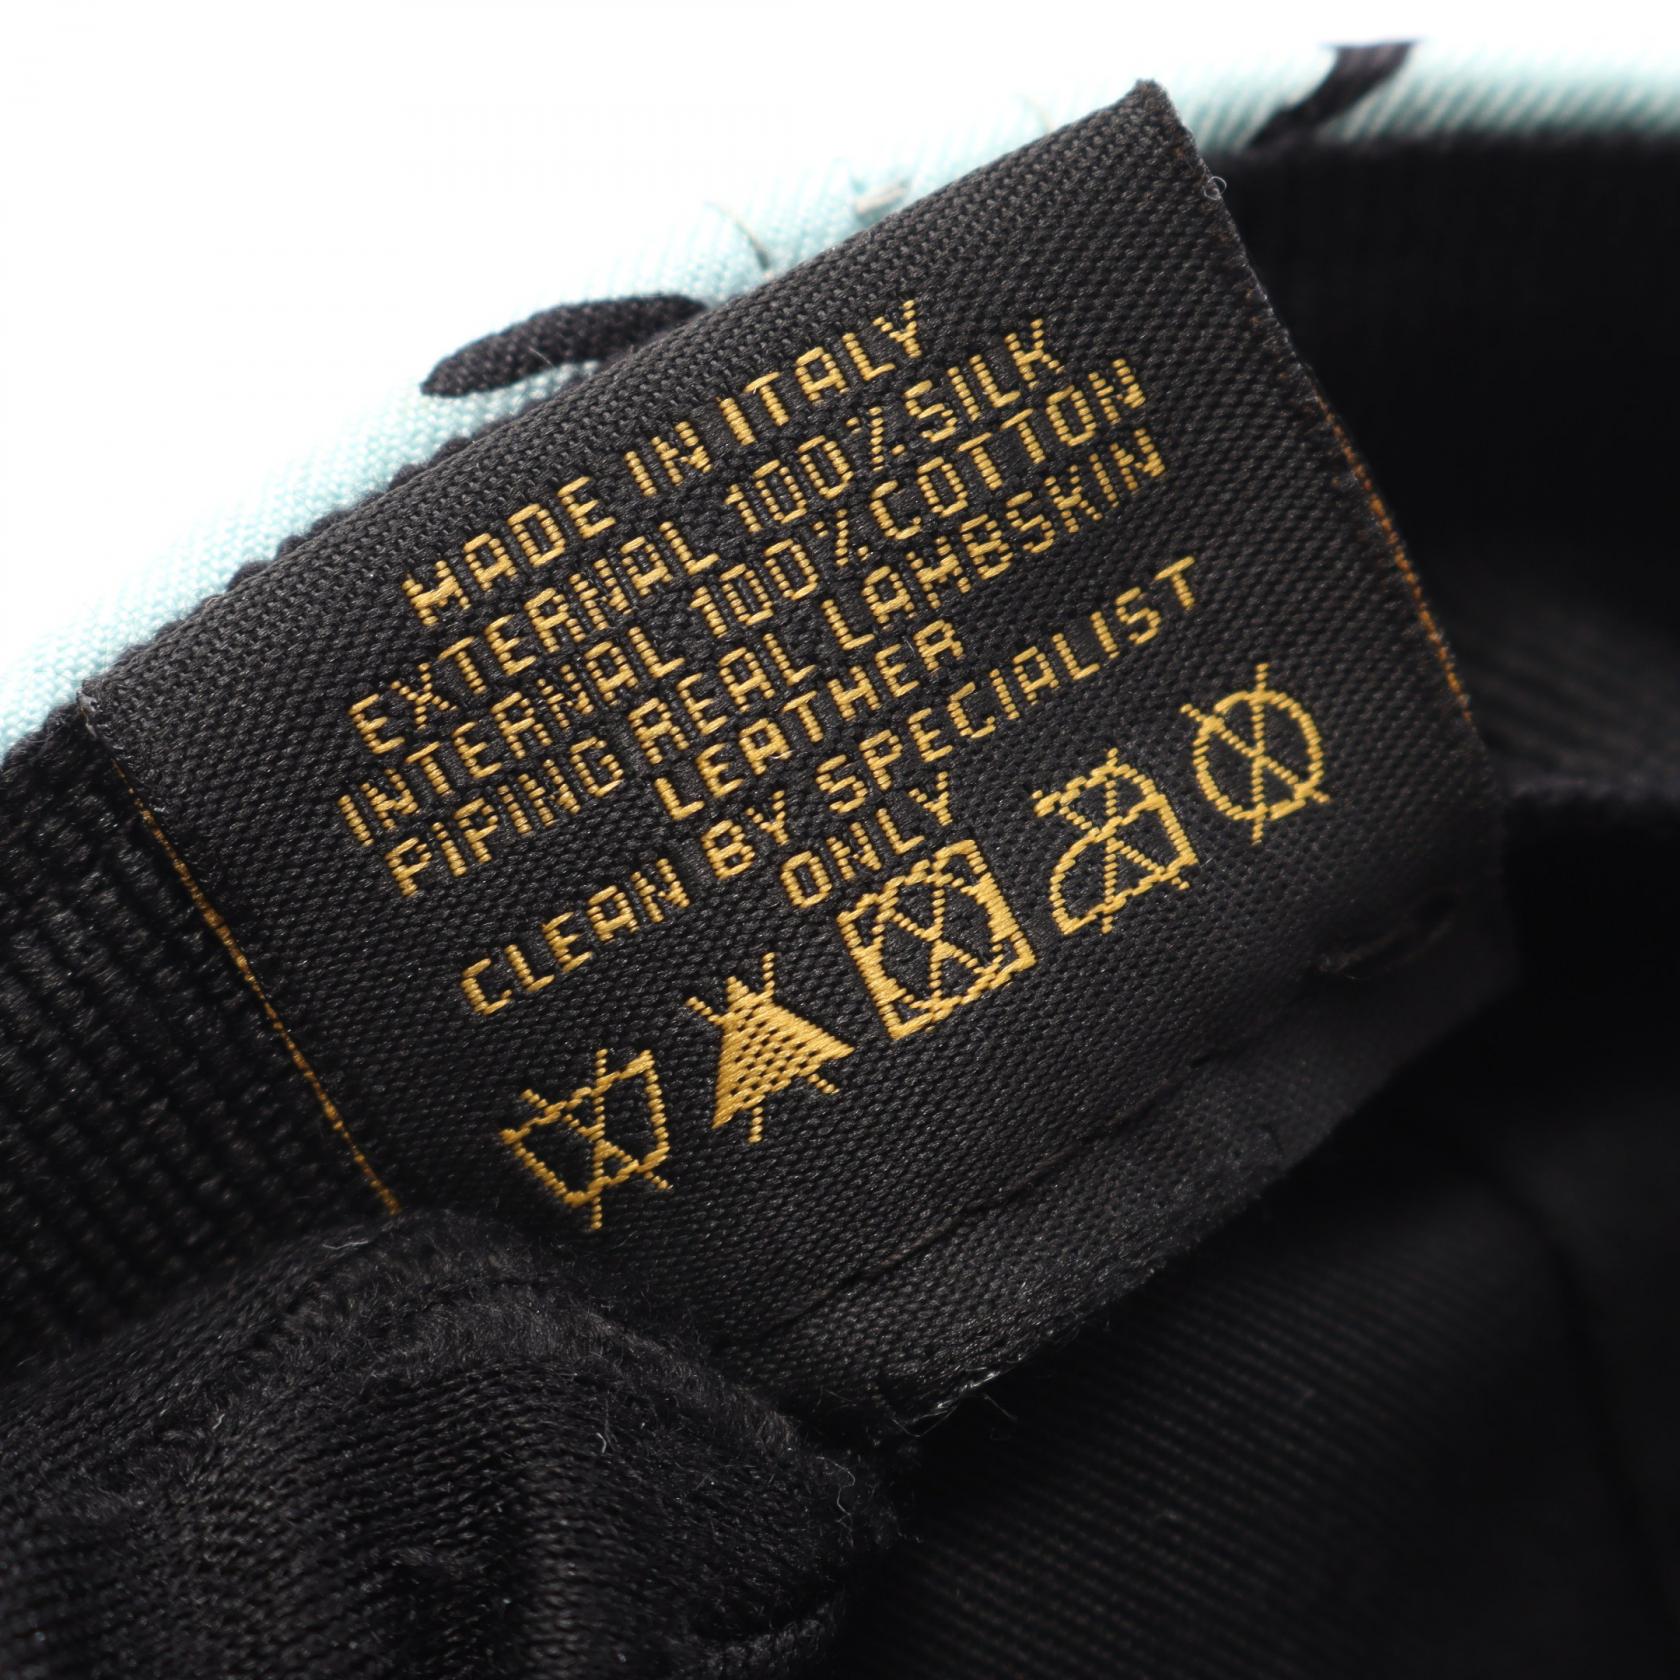 MADE IN ITALY
EXTERNAL 100% SILK
INTERNAL 100% COTTON
PIPING REAL LAMBSKIN
LEATHER
CLEAN BY SPECIALIST
ONLY